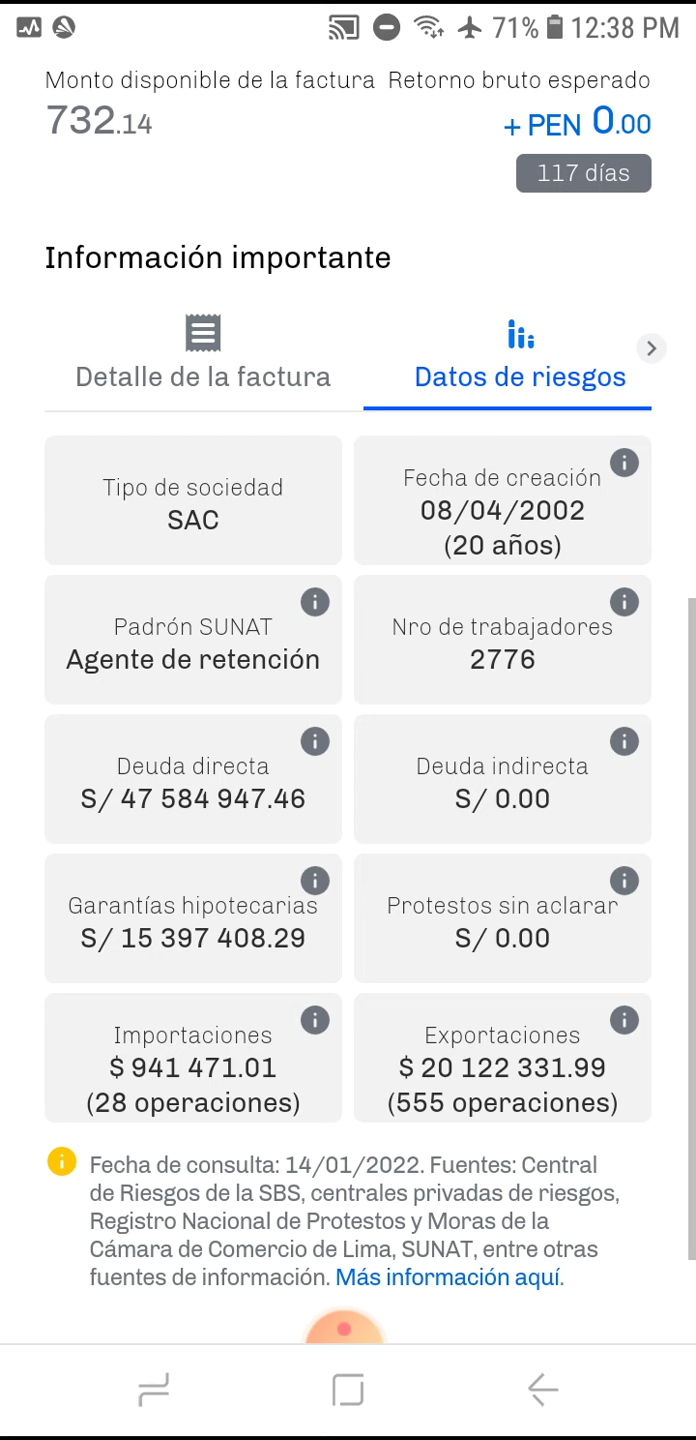 71% 12:38 PM
Monto disponible de la factura Retorno bruto esperado
732.14 + PEN 0.00
117 días
Información importante
Detalle de la factura Datos de riesgos
Tipo de sociedad
SAC
Fecha de creación
08/04/2002
(20 años)
Padrón SUNAT
Agente de retención
Nro de trabajadores
2776
Deuda directa
S/ 47 584 947.46
Deuda indirecta
S/ 0.00
Garantías hipotecarias
S/ 15 397 408.29
Protestos sin aclarar
S/ 0.00
Importaciones
$ 941 471.01
(28 operaciones)
Exportaciones
$ 20 122 331.99
(555 operaciones)
Fecha de consulta: 14/01/2022. Fuentes: Central
de Riesgos de la SBS, centrales privadas de riesgos,
Registro Nacional de Protestos y Moras de la
Cámara de Comercio de Lima, SUNAT, entre otras
fuentes de información. Más información aquí.